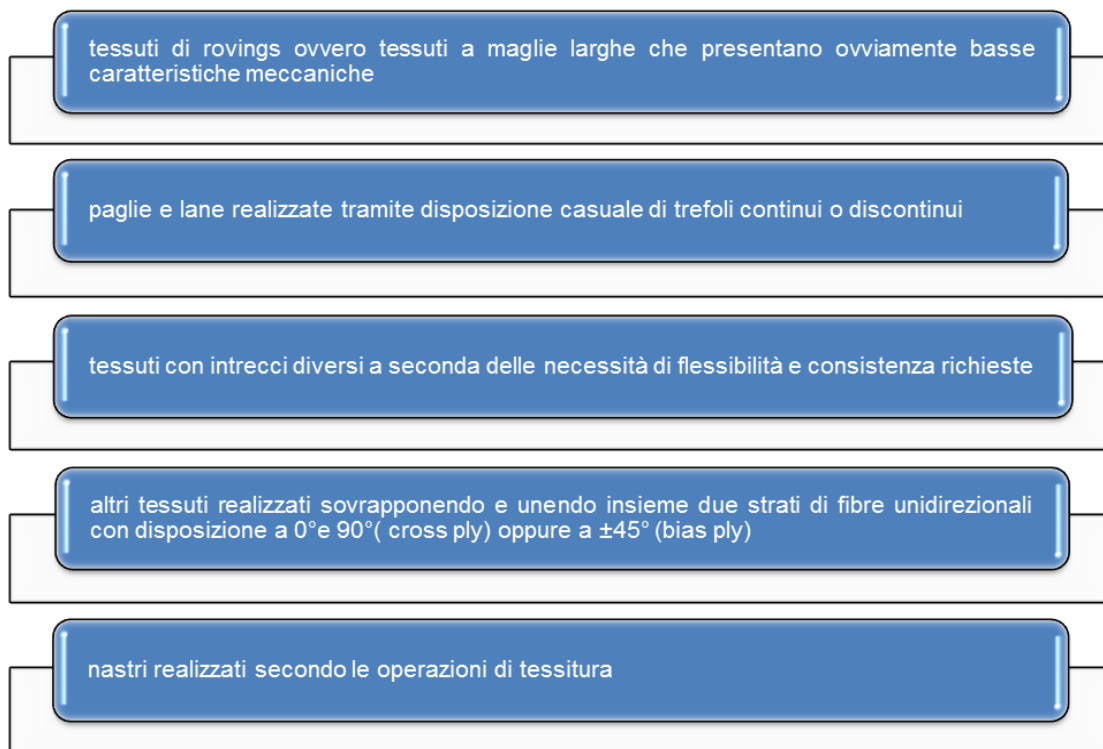 tessuti di rovings ovvero tessuti a maglie larghe che presentano ovviamente basse
caratteristiche meccaniche
paglie e lane realizzate tramite disposizione casuale di trefoli continui o discontinui
tessuti con intrecci diversi a seconda delle necessità di flessibilità e consistenza richieste
altri tessuti realizzati sovrapponendo e unendo insieme due strati di fibre unidirezionali
con disposizione a 0°e 90°( cross ply) oppure a ±45° (bias ply)
nastri realizzati secondo le operazioni di tessitura